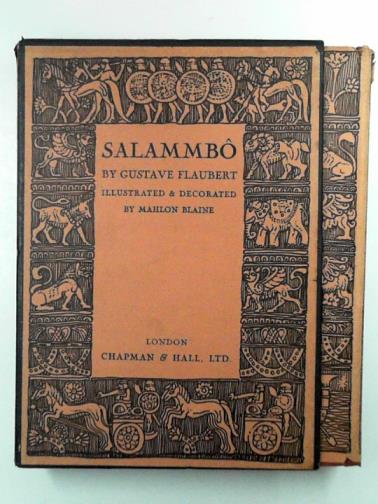 SALAMMBÔ
BY GUSTAVE FLAUBERT
ILLUSTRATED & DECORATED
BY MAHLON BLAINE
LONDON
CHAPMAN & HALL, LTD.